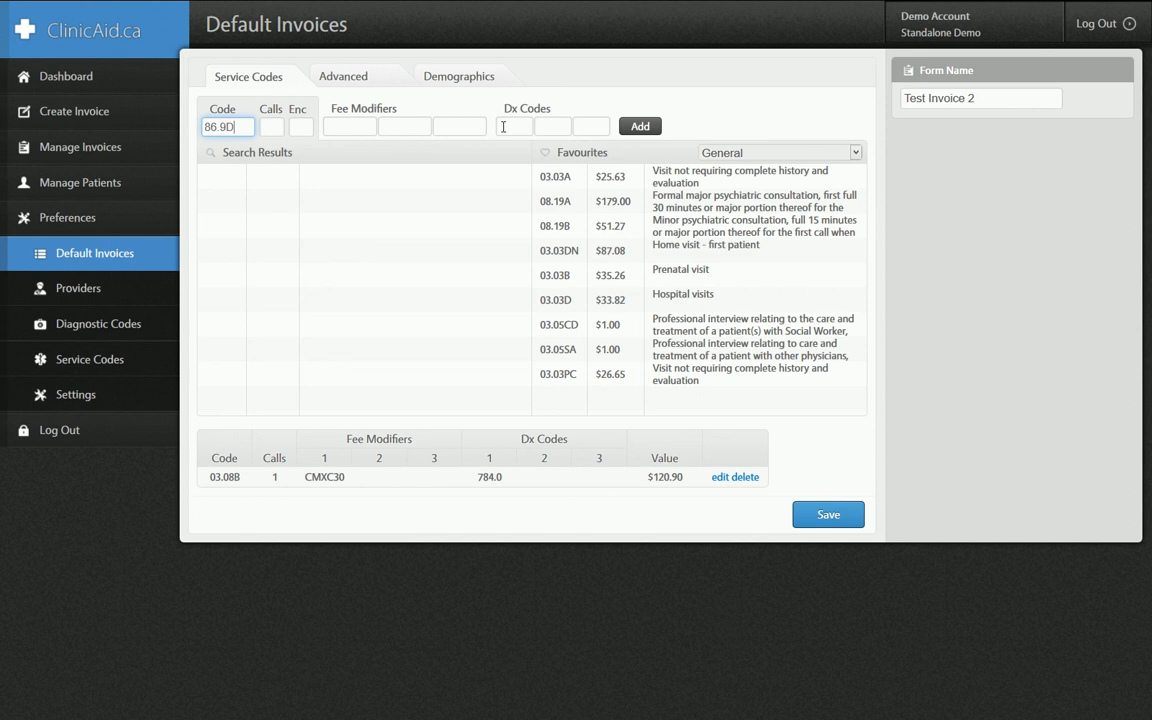 ClinicAid.ca
Default Invoices
Demo Account
Standalone Demo
Log Out
Dashboard
Create Invoice
Manage Invoices
Manage Patients
Preferences
Default Invoices
Providers
Diagnostic Codes
Service Codes
Settings
Log Out
Service Codes
Advanced
Demographics
Code Calls Enc Fee Modifiers Dx Codes
86.9D
Add
Search Results
Favourites
General
03.03A $25.63 Visit not requiring complete history and
evaluation
08.19A $179.00 Formal major psychiatric consultation, first full
30 minutes or major portion thereof for the
08.19B $51.27 Minor psychiatric consultation, full 15 minutes
or major portion thereof for the first call when
03.03DN $87.08 Home visit - first patient
03.03B $35.26 Prenatal visit
03.03D $33.82 Hospital visits
03.05CD $1.00 Professional interview relating to the care and
treatment of a patient(s) with Social Worker,
03.05SA $1.00 Professional interview relating to care and
treatment of a patient with other physicians,
03.03PC $26.65 Visit not requiring complete history and
evaluation
Fee Modifiers Dx Codes
Code Calls 1 2 3 1 2 3 Value
03.08B 1 CMXC30 784.0 $120.90 edit delete
Save
Form Name
Test Invoice 2